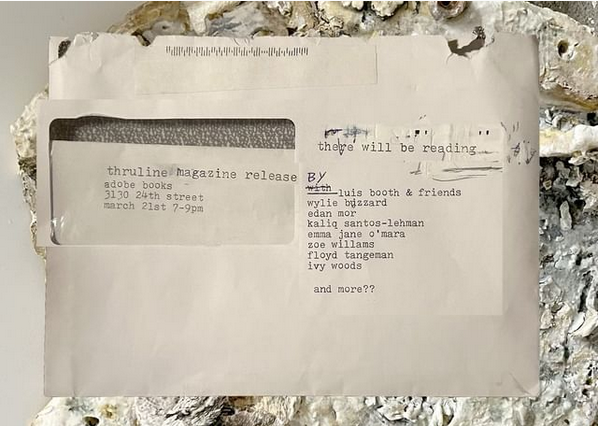 thruline magazine release
adobe books
3130 24th street
march 21st 7-9pm
there will be reading
BY
with luis booth & friends
wylie buzzard
edan mor
kaliq santos-lehman
emma jane o'mara
zoe willams
floyd tangeman
ivy woods
and more??